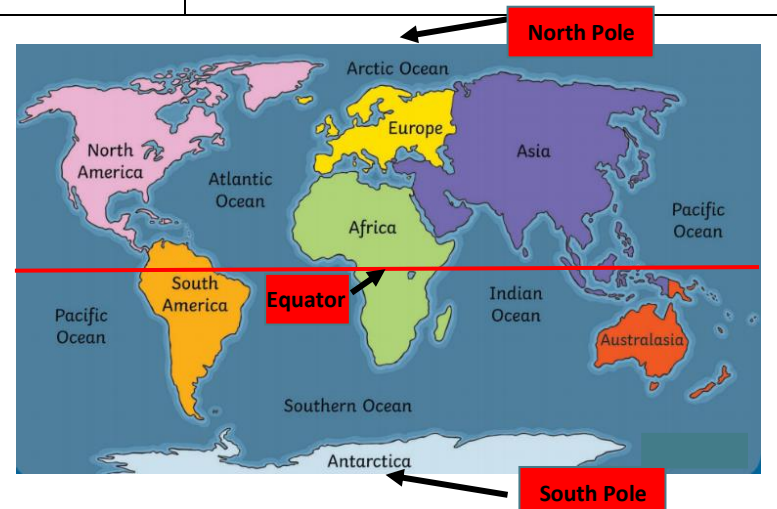 North Pole
Arctic Ocean
Europe
North
America
Asia
Atlantic
Ocean
Africa
Pacific
Ocean
South
America
Equator
Indian
Ocean
Pacific
Ocean
Australasia
Southern Ocean
Antarctica
South Pole